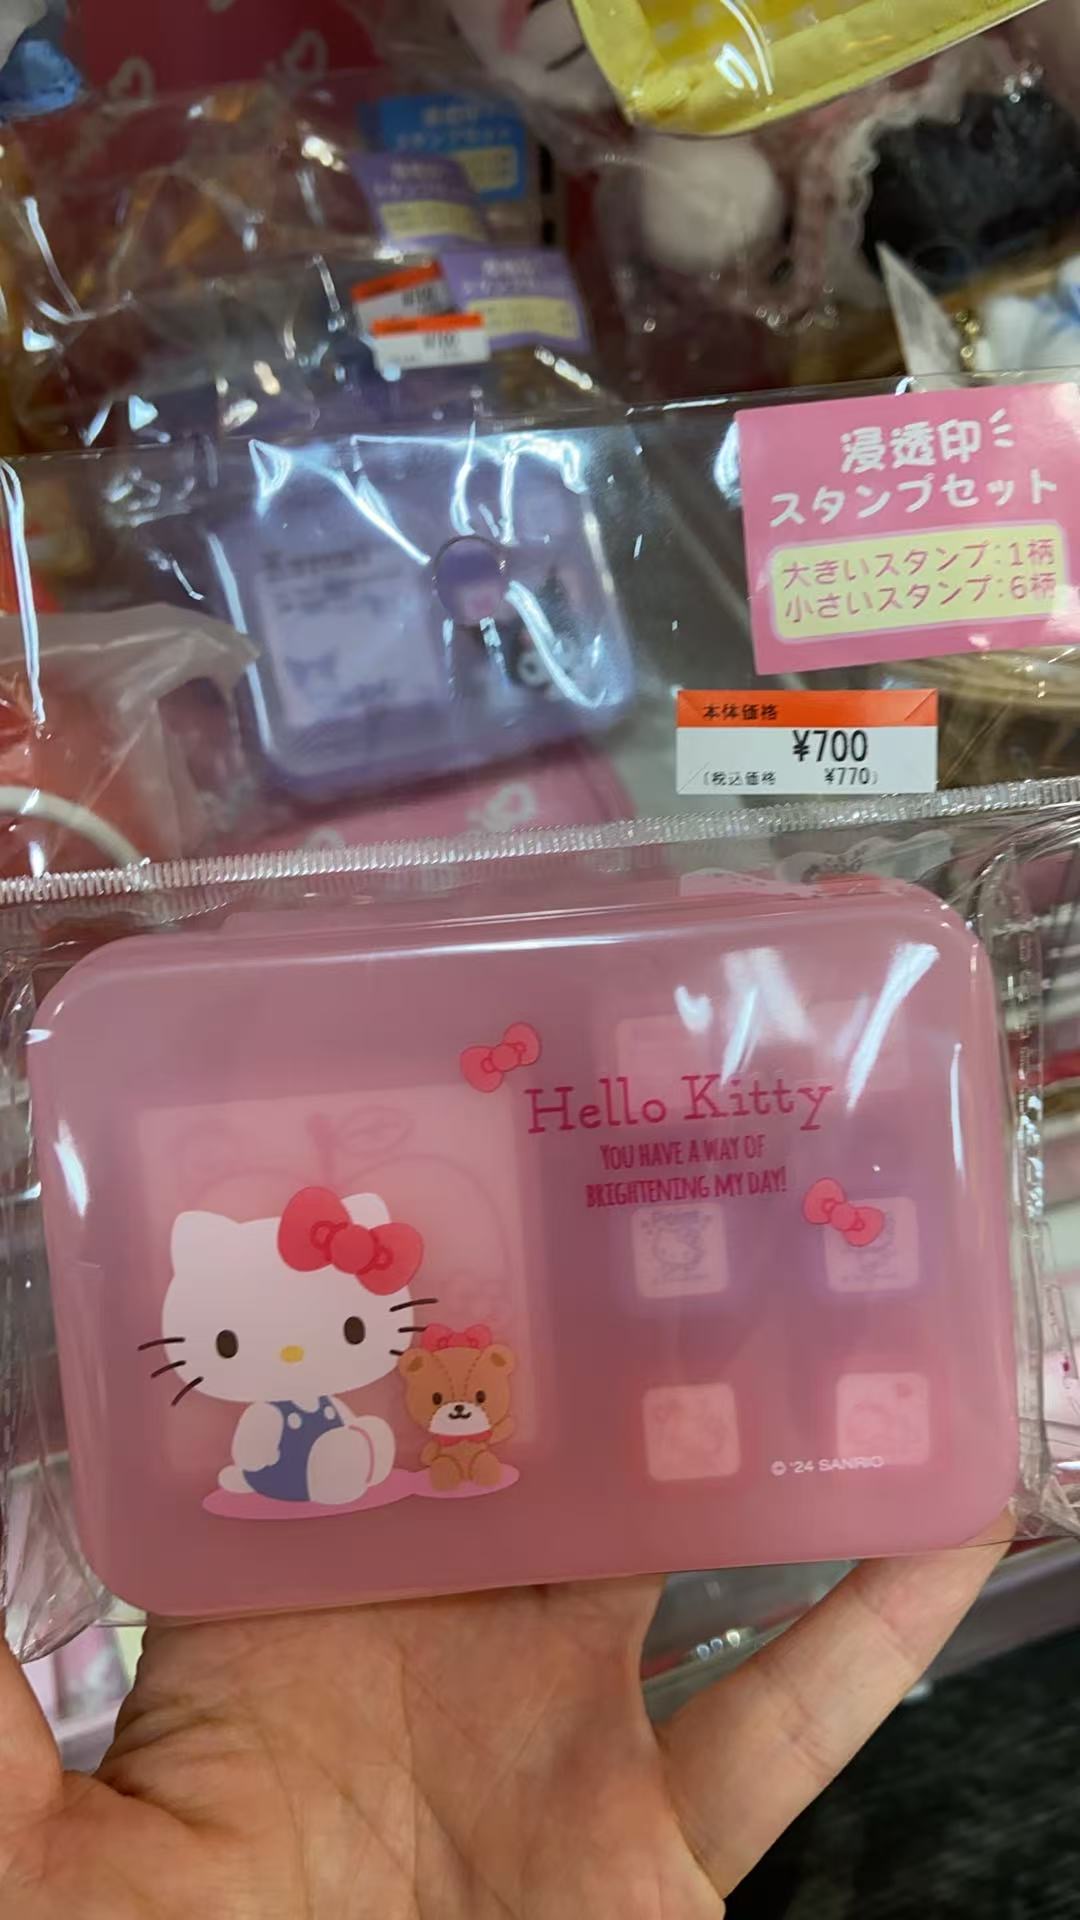 浸透印
スタンプセット
大きいスタンプ:1柄
小さいスタンプ:6柄
本体価格
¥700
(税込価格 ¥770)
Hello Kitty
YOU HAVE A WAY OF
BRIGHTENING MY DAY!
© '24 SANRIO